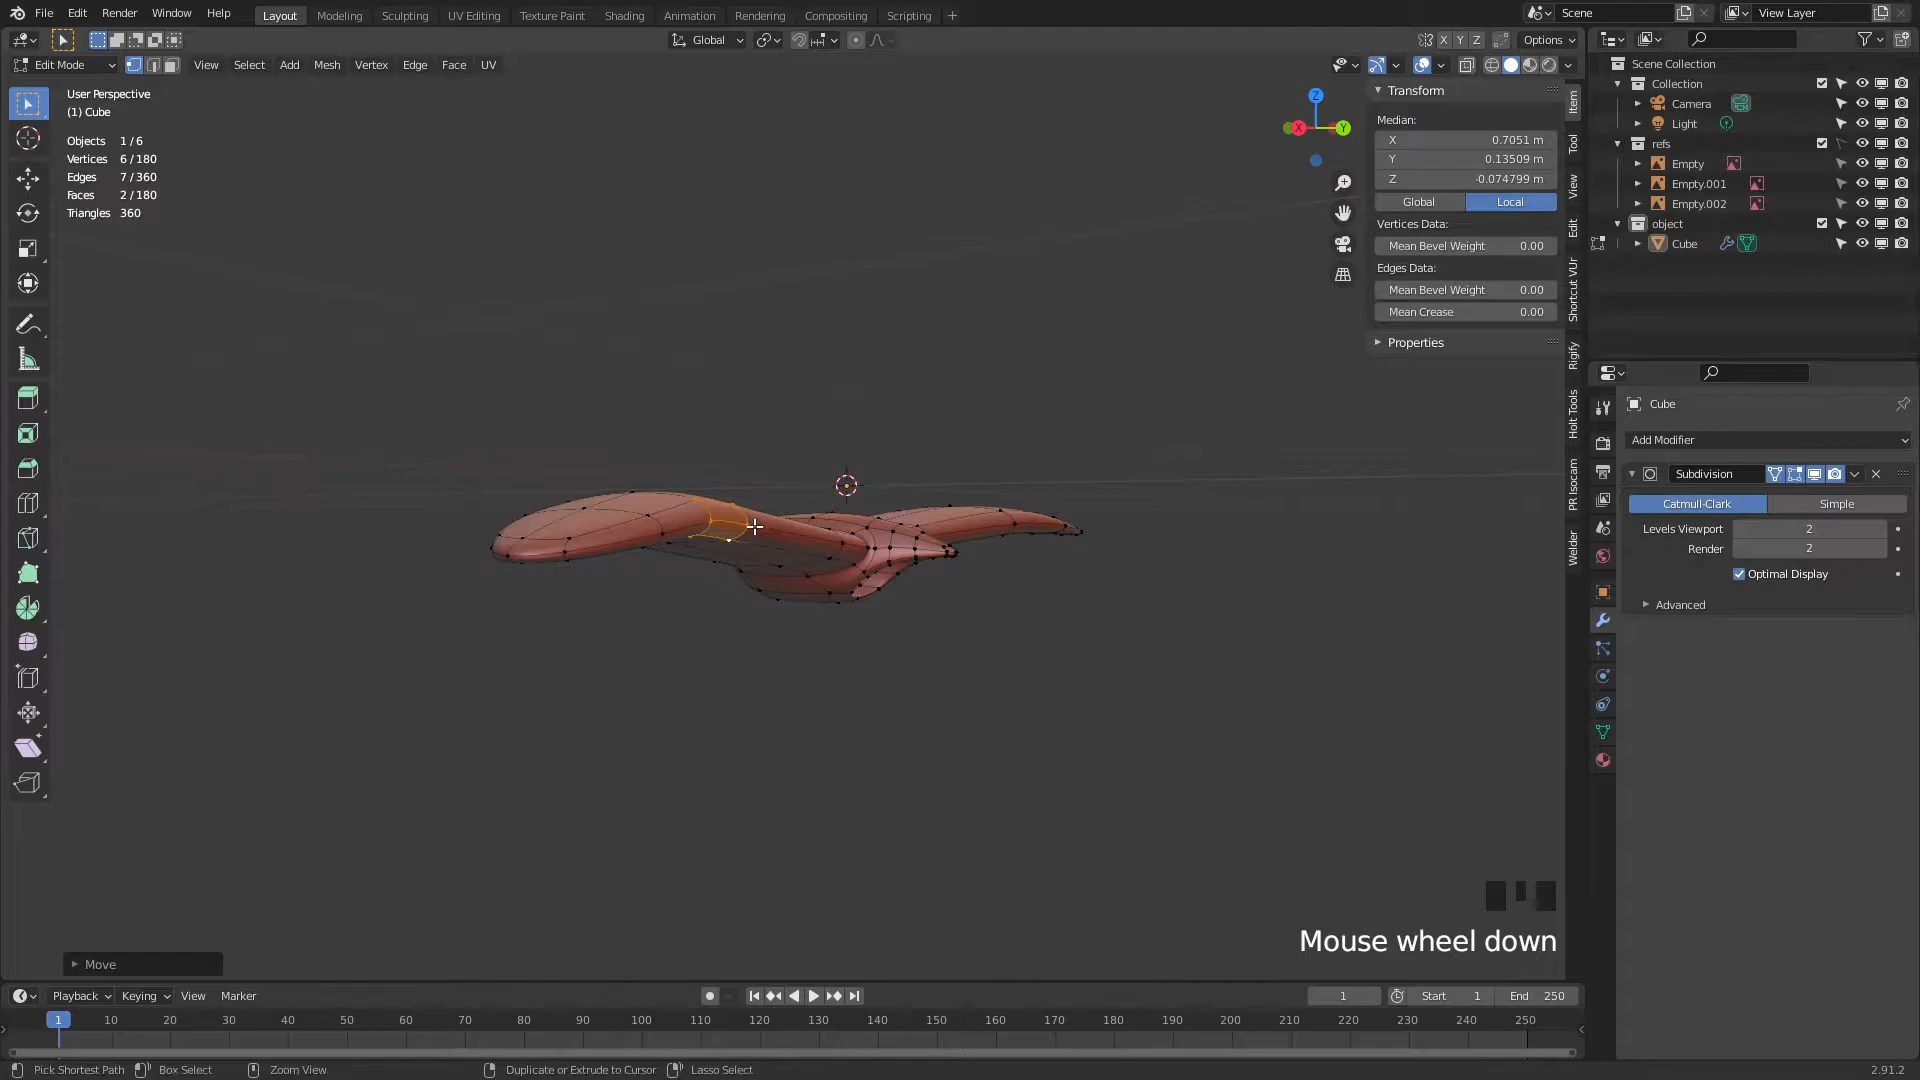 File Edit Render Window Help Layout Modeling Sculpting UV Editing Texture Paint Shading Animation Rendering Compositing Scripting + Scene View Layer
Global X Y Z Options
Edit Mode View Select Add Mesh Vertex Edge Face UV
User Perspective
(1) Cube
Objects 1/6
Vertices 6/180
Edges 7/360
Faces 2/180
Triangles 360
Z
X Y
Transform
Median:
X 0.7051 m
Y 0.13509 m
Z -0.074799 m
Global Local
Vertices Data:
Mean Bevel Weight 0.00
Edges Data:
Mean Bevel Weight 0.00
Mean Crease 0.00
Properties
Item
Tool
View
Edit
Shortcut VUr
Rigify
Holt Tools
PR Isocam
Welder
Scene Collection
Collection
Camera
Light
refs
Empty
Empty.001
Empty.002
object
Cube
Cube
Add Modifier
Subdivision
Catmull-Clark Simple
Levels Viewport 2
Render 2
Optimal Display
Advanced
Mouse wheel down
Move
Playback Keying View Marker 1 Start 1 End 250
1 10 20 30 40 50 60 70 80 90 100 110 120 130 140 150 160 170 180 190 200 210 220 230 240 250
Pick Shortest Path Box Select Zoom View Duplicate or Extrude to Cursor Lasso Select 2.91.2